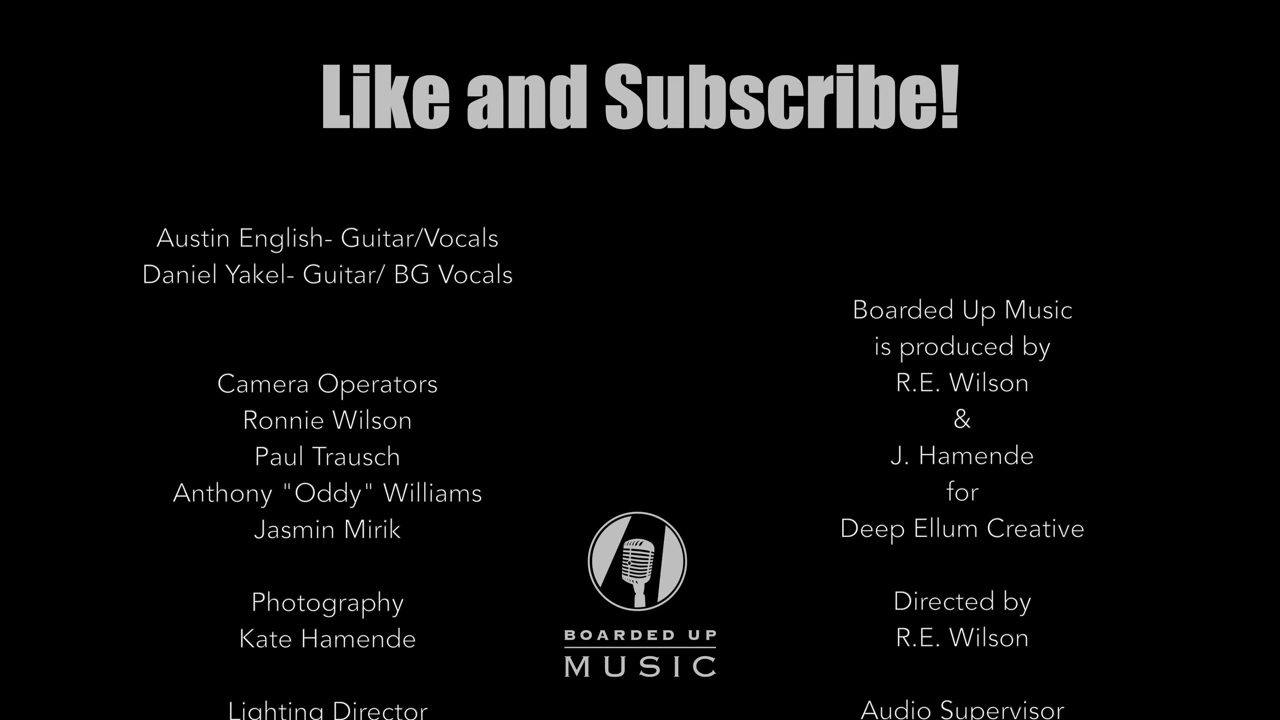 Like and Subscribe!
Austin English- Guitar/Vocals
Daniel Yakel- Guitar/ BG Vocals
Camera Operators
Ronnie Wilson
Paul Trausch
Anthony "Oddy" Williams
Jasmin Mirik
Photography
Kate Hamende
Lighting Director
Boarded Up Music
is produced by
R.E. Wilson
&
J. Hamende
for
Deep Ellum Creative
Directed by
R.E. Wilson
Audio Supervisor
BOARDED UP
MUSIC